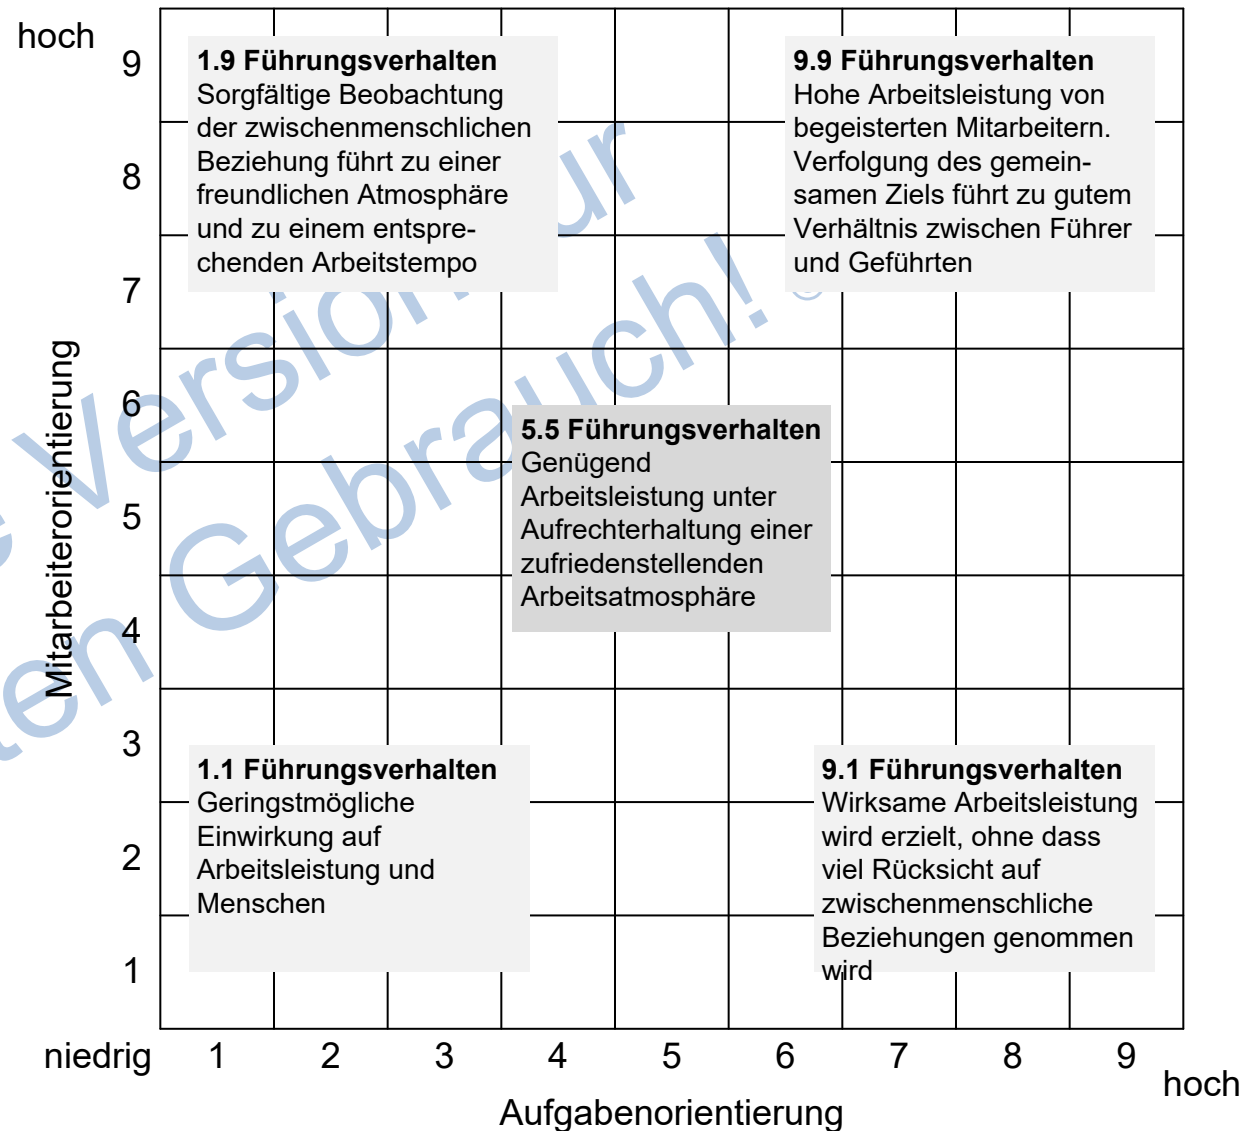 hoch
9
8
7
6
5
4
3
2
1
Mitarbeiterorientierung
1.9 Führungsverhalten
Sorgfältige Beobachtung
der zwischenmenschlichen
Beziehung führt zu einer
freundlichen Atmosphäre
und zu einem entspre-
chenden Arbeitstempo
9.9 Führungsverhalten
Hohe Arbeitsleistung von
begeisterten Mitarbeitern.
Verfolgung des gemein-
samen Ziels führt zu gutem
Verhältnis zwischen Führer
und Geführten
5.5 Führungsverhalten
Genügend
Arbeitsleistung unter
Aufrechterhaltung einer
zufriedenstellenden
Arbeitsatmosphäre
1.1 Führungsverhalten
Geringstmögliche
Einwirkung auf
Arbeitsleistung und
Menschen
9.1 Führungsverhalten
Wirksame Arbeitsleistung
wird erzielt, ohne dass
viel Rücksicht auf
zwischenmenschliche
Beziehungen genommen
wird
niedrig 1 2 3 4 5 6 7 8 9
hoch
Aufgabenorientierung
Version
Gebrauch!